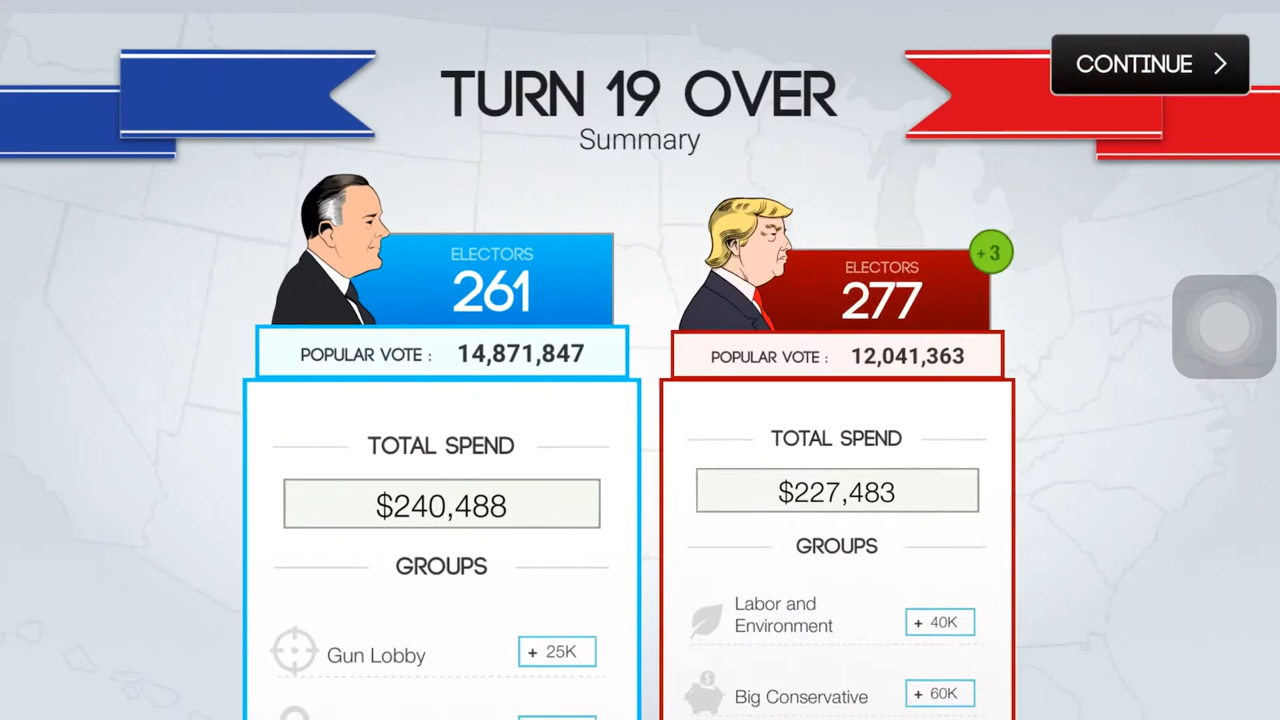 CONTINUE
TURN 19 OVER
Summary
ELECTORS
261
POPULAR VOTE : 14,871,847
TOTAL SPEND
$240,488
GROUPS
Gun Lobby + 25K
+3
ELECTORS
277
POPULAR VOTE : 12,041,363
TOTAL SPEND
$227,483
GROUPS
Labor and
Environment + 40K
Big Conservative + 60K